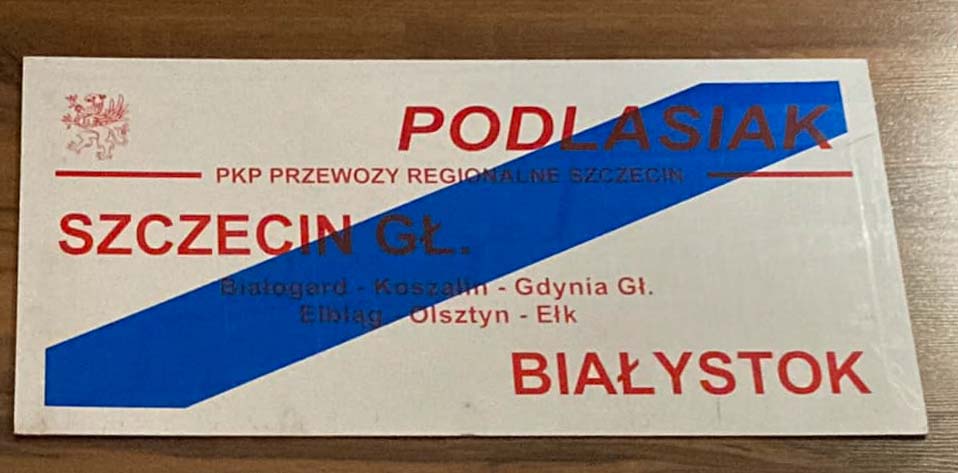 PODLASIAK
PKP PRZEWOZY REGIONALNE SZCZECIN
SZCZECIN GŁ.
Białogard - Koszalin - Gdynia Gł.
Elbląg - Olsztyn - Ełk
BIAŁYSTOK